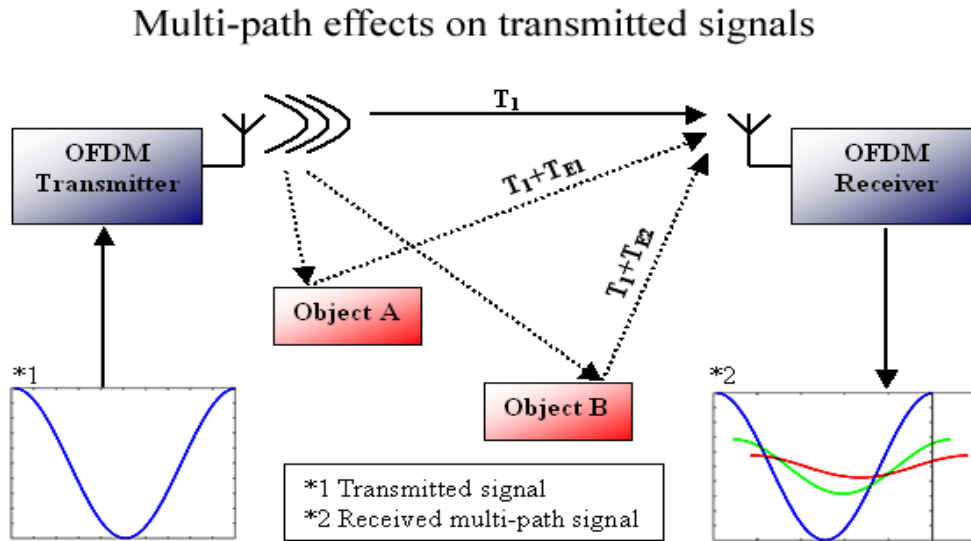 Multi-path effects on transmitted signals
T1
OFDM
Transmitter
OFDM
Receiver
T1+TE1
T1+TE2
Object A
Object B
*1
*2
*1 Transmitted signal
*2 Received multi-path signal